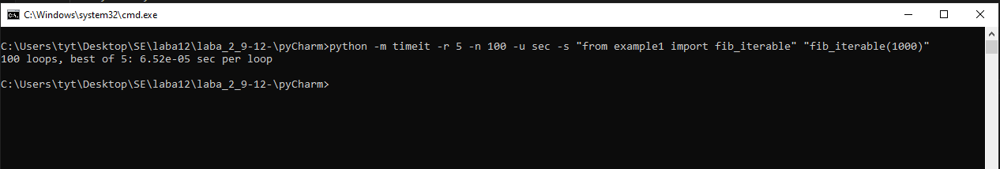 C:\Windows\system32\cmd.exe
C:\Users\tyt\Desktop\SE\laba12\laba_2_9-12-\pyCharm>python -m timeit -r 5 -n 100 -u sec -s "from example1 import fib_iterable" "fib_iterable(1000)"
100 loops, best of 5: 6.52e-05 sec per loop
C:\Users\tyt\Desktop\SE\laba12\laba_2_9-12-\pyCharm>